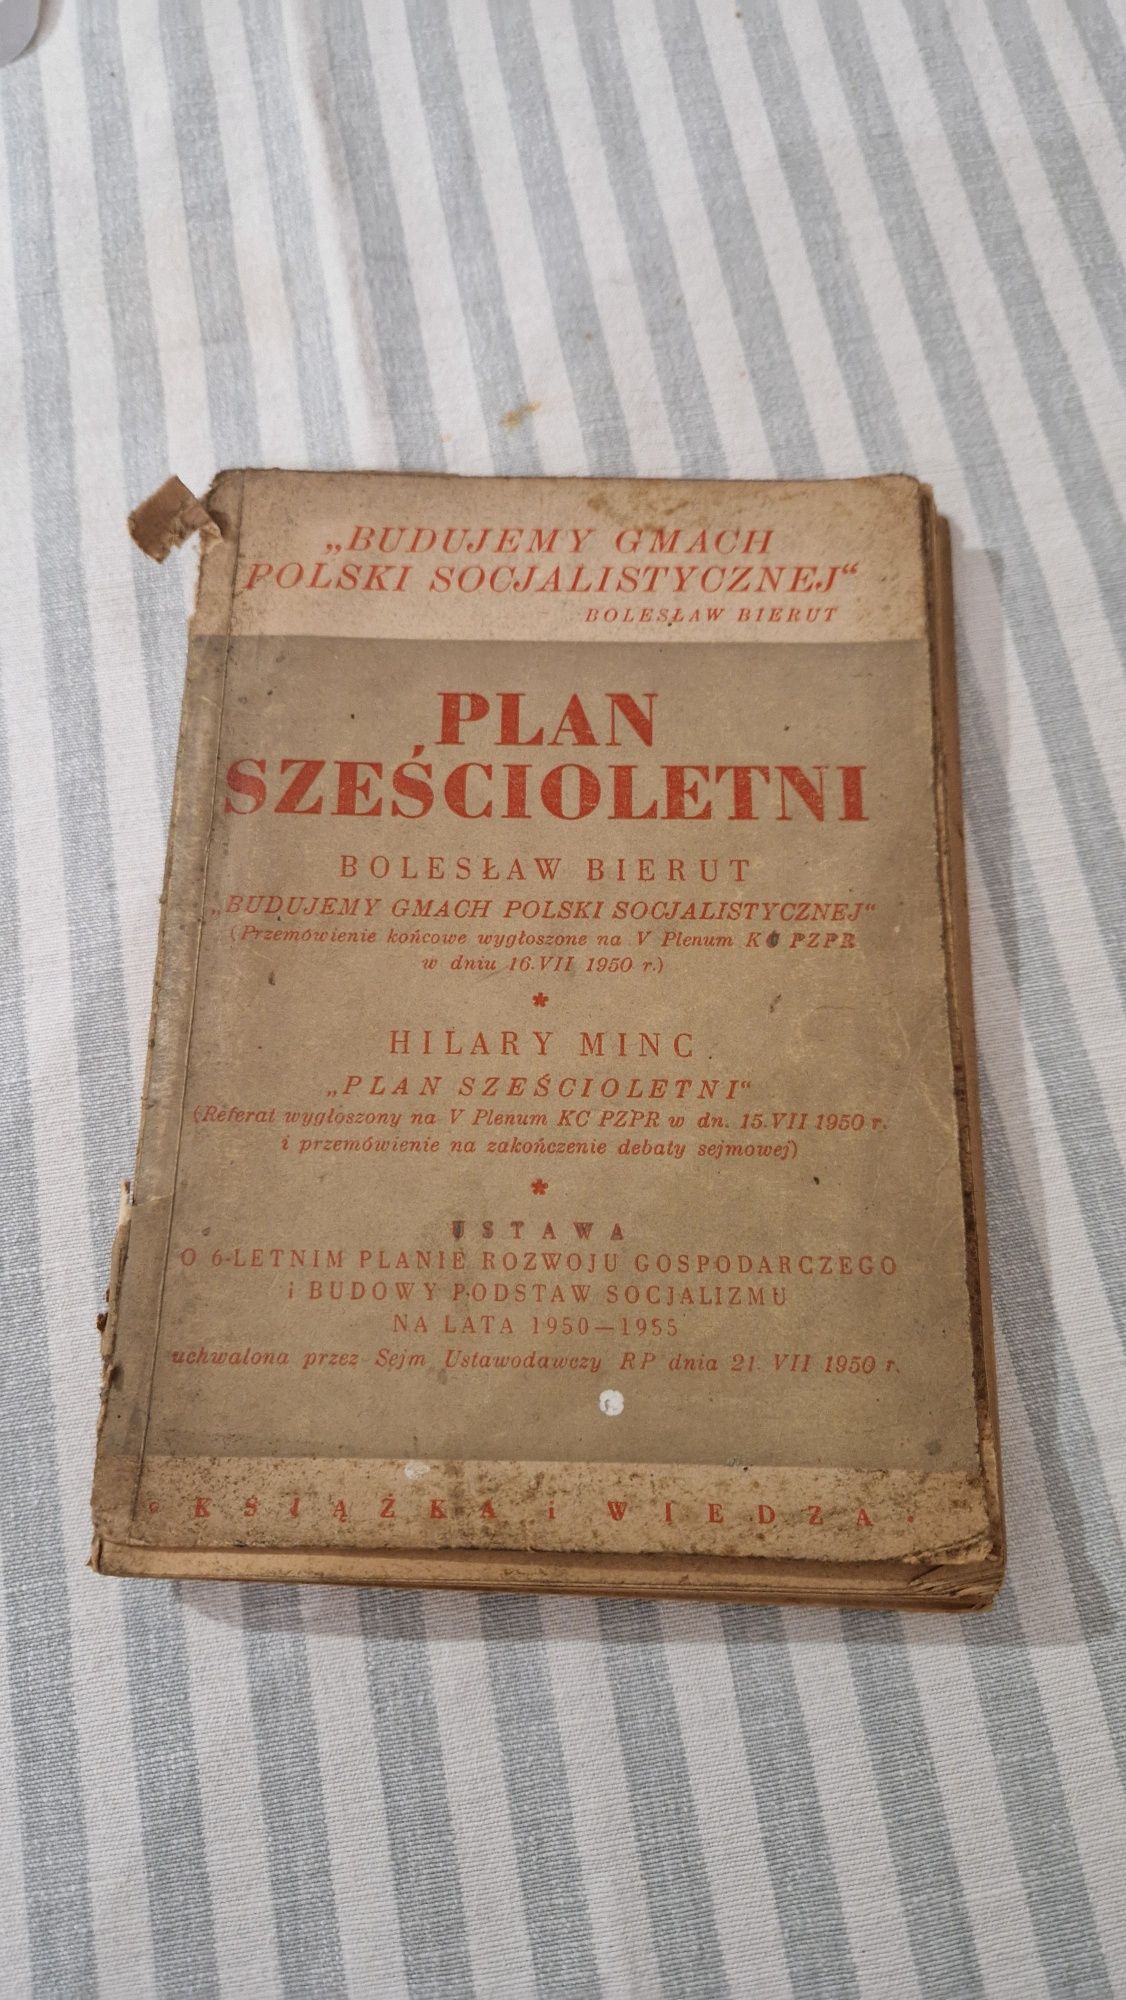 „BUDUJEMY GMACH
POLSKI SOCJALISTYCZNEJ“
BOLESŁAW BIERUT
PLAN
SZEŚCIOLETNI
BOLESŁAW BIERUT
„BUDUJEMY GMACH POLSKI SOCJALISTYCZNEJ“
(Przemówienie końcowe wygłoszone na V Plenum KC PZPR
w dniu 16.VII 1950 r.)
*
HILARY MINC
„PLAN SZEŚCIOLETNI“
(Referat wygłoszony na V Plenum KC PZPR w dn. 15.VII 1950 r.
i przemówienie na zakończenie debaty sejmowej)
*
USTAWA
O 6-LETNIM PLANIE ROZWOJU GOSPODARCZEGO
i BUDOWY PODSTAW SOCJALIZMU
NA LATA 1950—1955
uchwalona przez Sejm Ustawodawczy RP dnia 21. VII 1950 r.
• KSIĄŻKA i WIEDZA •